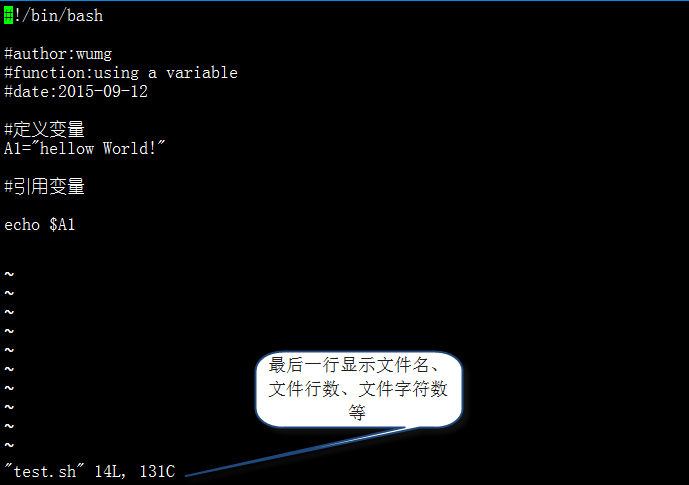 #!/bin/bash
#author:wumg
#function:using a variable
#date:2015-09-12
#定义变量
A1="hellow World!"
#引用变量
echo $A1
~
~
~
~
~
~
~
~
~
~
最后一行显示文件名、
文件行数、文件字符数
等
"test.sh" 14L, 131C